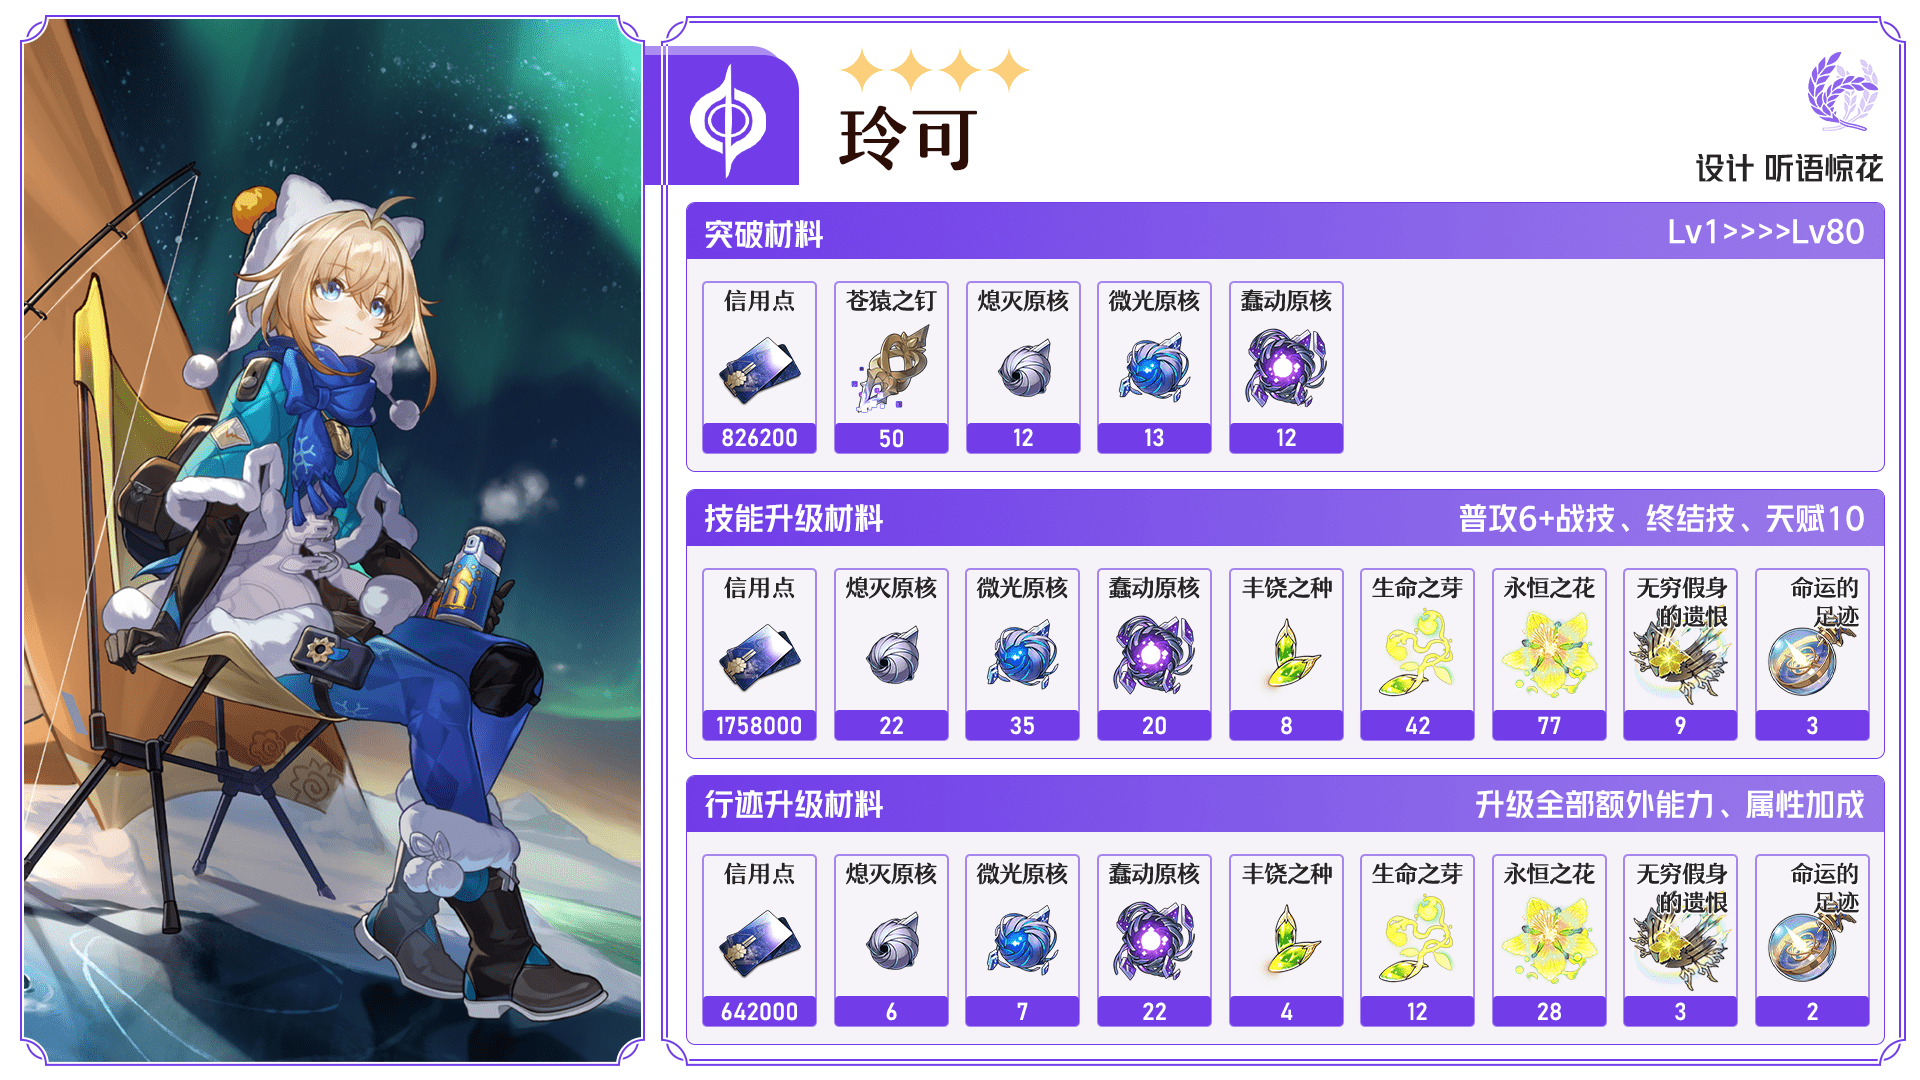 玲可
设计 听语惊花
突破材料
Lv1>>>>Lv80
信用点
苍猿之钉
熄灭原核
微光原核
蠢动原核
826200
50
12
13
12
技能升级材料
普攻6+战技、终结技、天赋10
信用点
熄灭原核
微光原核
蠢动原核
丰饶之种
生命之芽
永恒之花
无穷假身
的遗恨
命运的
足迹
1758000
22
35
20
8
42
77
9
3
行迹升级材料
升级全部额外能力、属性加成
信用点
熄灭原核
微光原核
蠢动原核
丰饶之种
生命之芽
永恒之花
无穷假身
的遗恨
命运的
足迹
642000
6
7
22
4
12
28
3
2